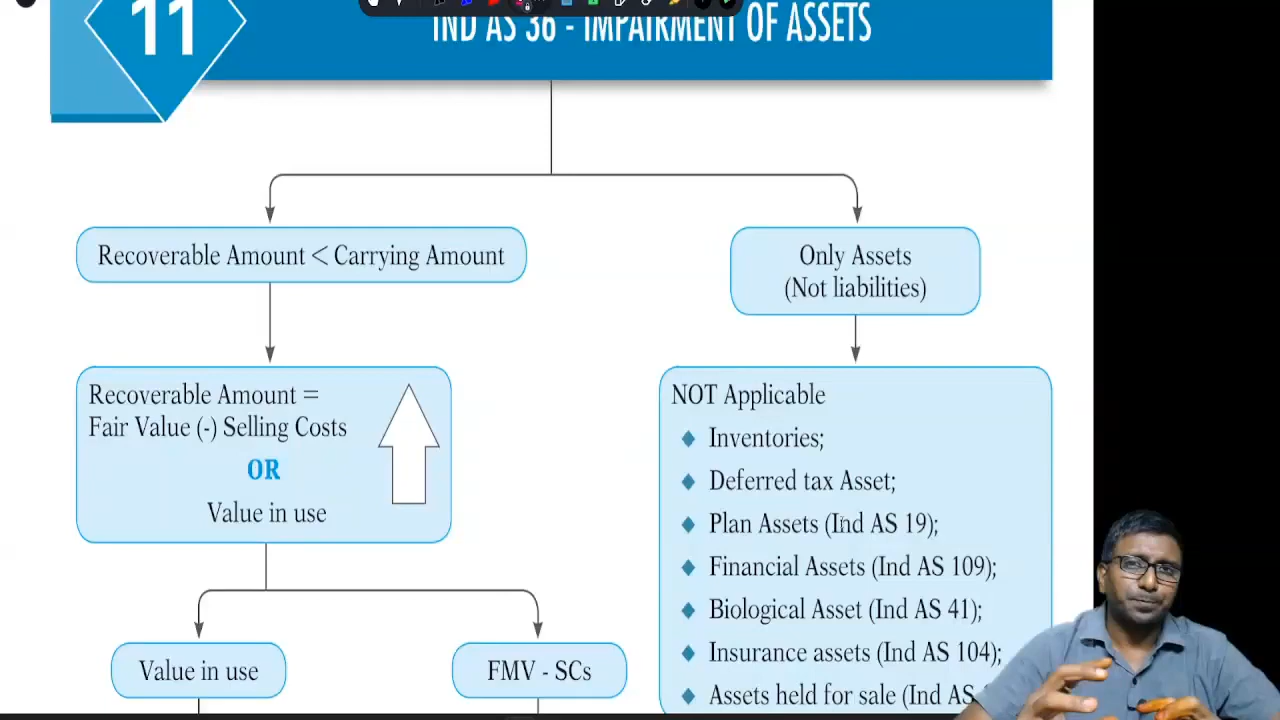 11
IND AS 36 - IMPAIRMENT OF ASSETS
Recoverable Amount < Carrying Amount
Only Assets
(Not liabilities)
Recoverable Amount =
Fair Value (-) Selling Costs
OR
Value in use
NOT Applicable
Inventories;
Deferred tax Asset;
Plan Assets (Ind AS 19);
Financial Assets (Ind AS 109);
Biological Asset (Ind AS 41);
Insurance assets (Ind AS 104);
Assets held for sale (Ind AS
Value in use
FMV - SCs